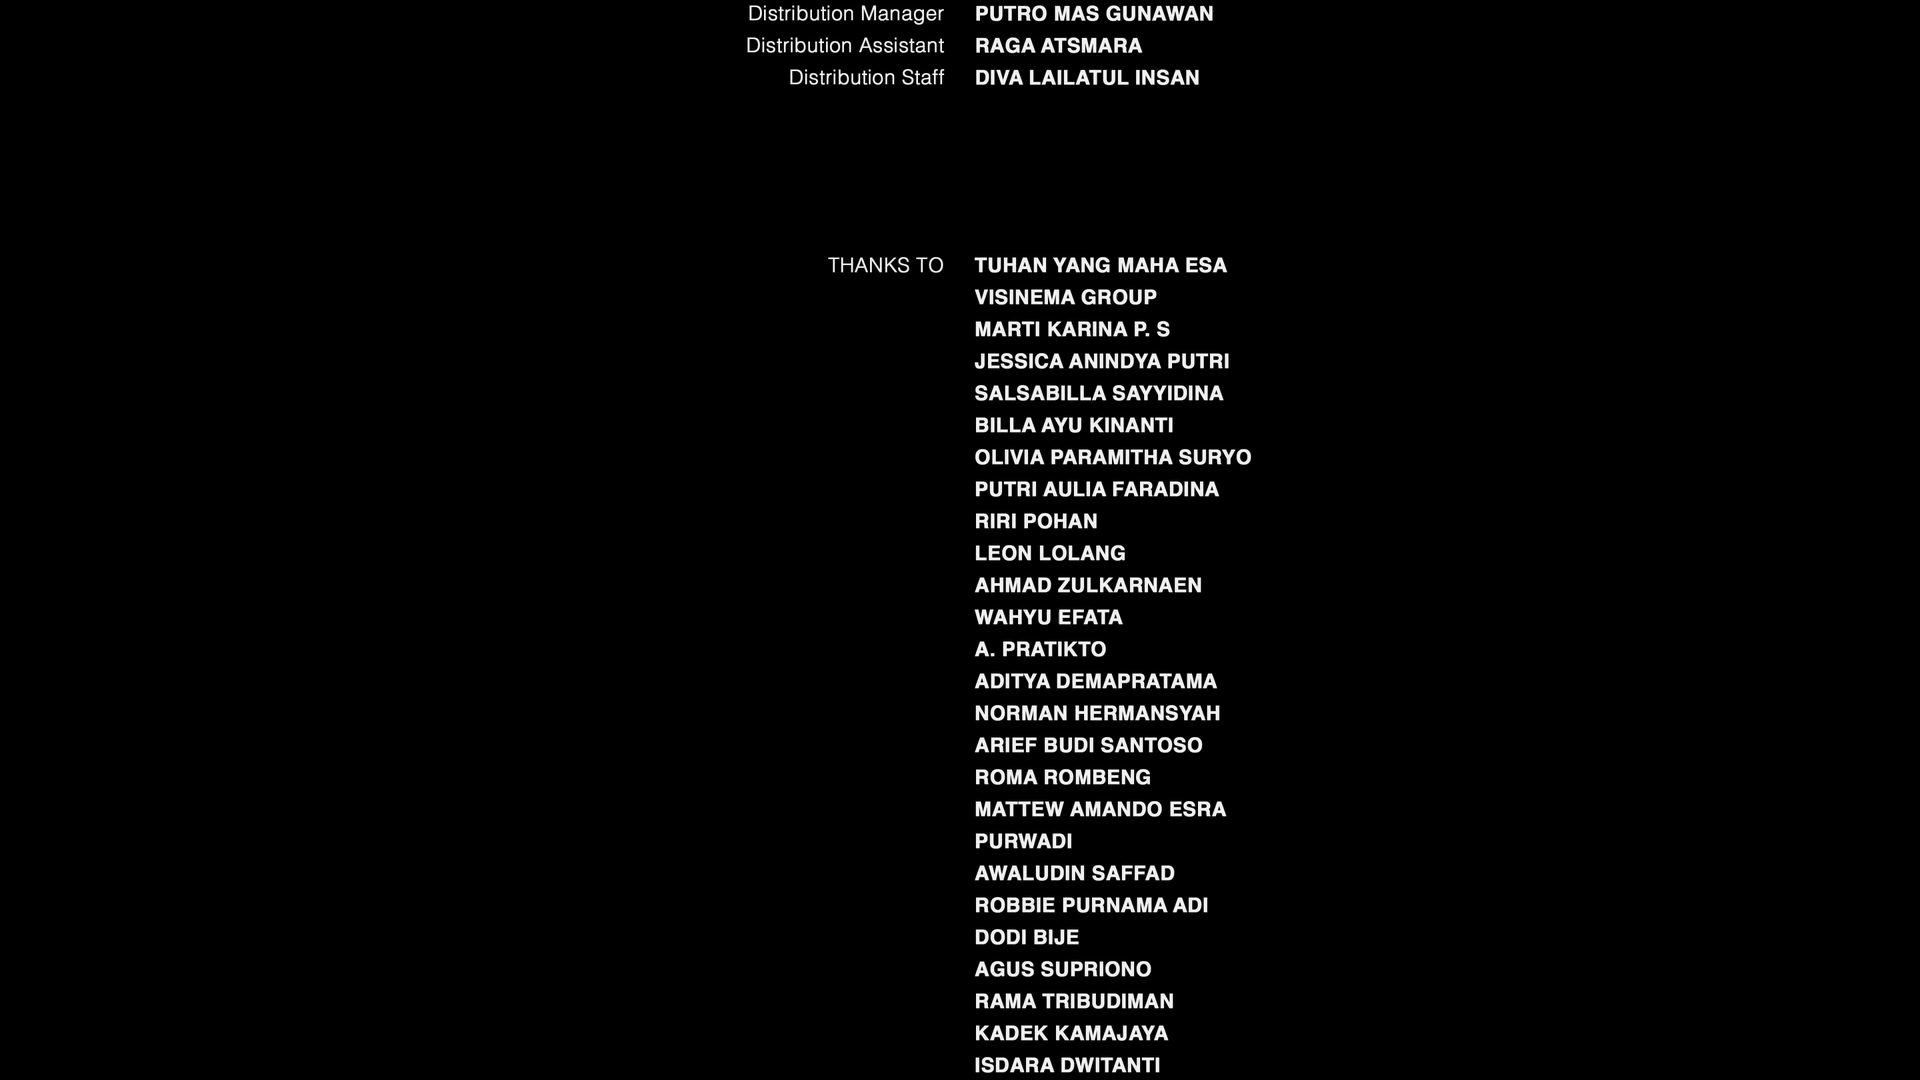 Distribution Manager PUTRO MAS GUNAWAN
Distribution Assistant RAGA ATSMARA
Distribution Staff DIVA LAILATUL INSAN
THANKS TO TUHAN YANG MAHA ESA
VISINEMA GROUP
MARTI KARINA P. S
JESSICA ANINDYA PUTRI
SALSABILLA SAYYIDINA
BILLA AYU KINANTI
OLIVIA PARAMITHA SURYO
PUTRI AULIA FARADINA
RIRI POHAN
LEON LOLANG
AHMAD ZULKARNAEN
WAHYU EFATA
A. PRATIKTO
ADITYA DEMAPRATAMA
NORMAN HERMANSYAH
ARIEF BUDI SANTOSO
ROMA ROMBENG
MATTEW AMANDO ESRA
PURWADI
AWALUDIN SAFFAD
ROBBIE PURNAMA ADI
DODI BIJE
AGUS SUPRIONO
RAMA TRIBUDIMAN
KADEK KAMAJAYA
ISDARA DWITANTI